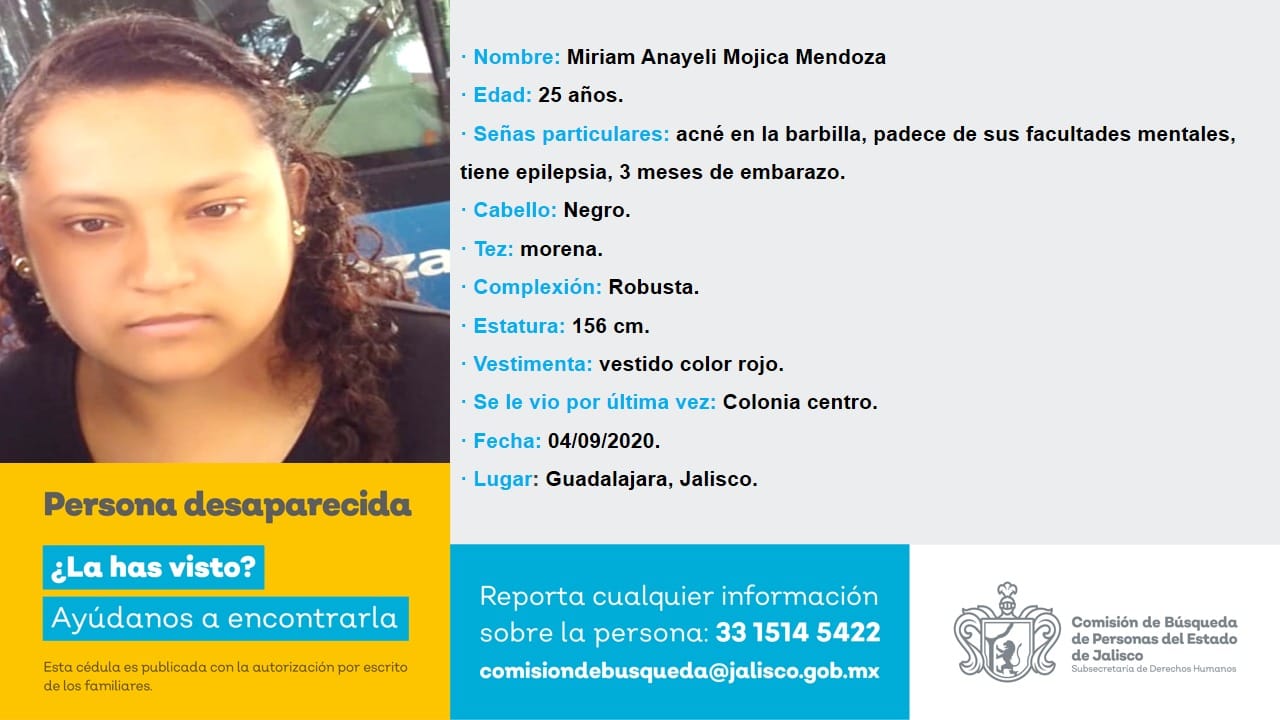 · Nombre: Miriam Anayeli Mojica Mendoza
· Edad: 25 años.
· Señas particulares: acné en la barbilla, padece de sus facultades mentales,
tiene epilepsia, 3 meses de embarazo.
· Cabello: Negro.
· Tez: morena.
· Complexión: Robusta.
· Estatura: 156 cm.
· Vestimenta: vestido color rojo.
· Se le vio por última vez: Colonia centro.
· Fecha: 04/09/2020.
· Lugar: Guadalajara, Jalisco.
za
Persona desaparecida
¿La has visto?
Ayúdanos a encontrarla
Esta cédula es publicada con la autorización por escrito
de los familiares.
Reporta cualquier información
sobre la persona: 33 1514 5422
comisiondebusqueda@jalisco.gob.mx
Comisión de Búsqueda
de Personas del Estado
de Jalisco
Subsecretaría de Derechos Humanos